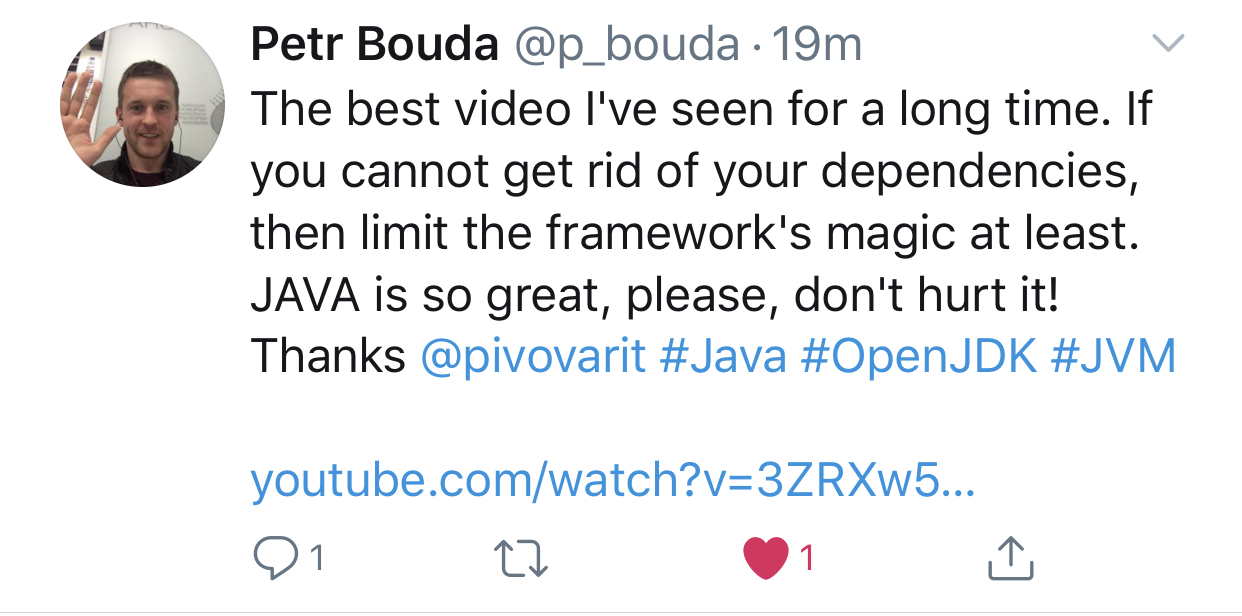 Petr Bouda @p_bouda · 19m
The best video I've seen for a long time. If
you cannot get rid of your dependencies,
then limit the framework's magic at least.
JAVA is so great, please, don't hurt it!
Thanks @pivovarit #Java #OpenJDK #JVM
youtube.com/watch?v=3ZRXw5...
1
1